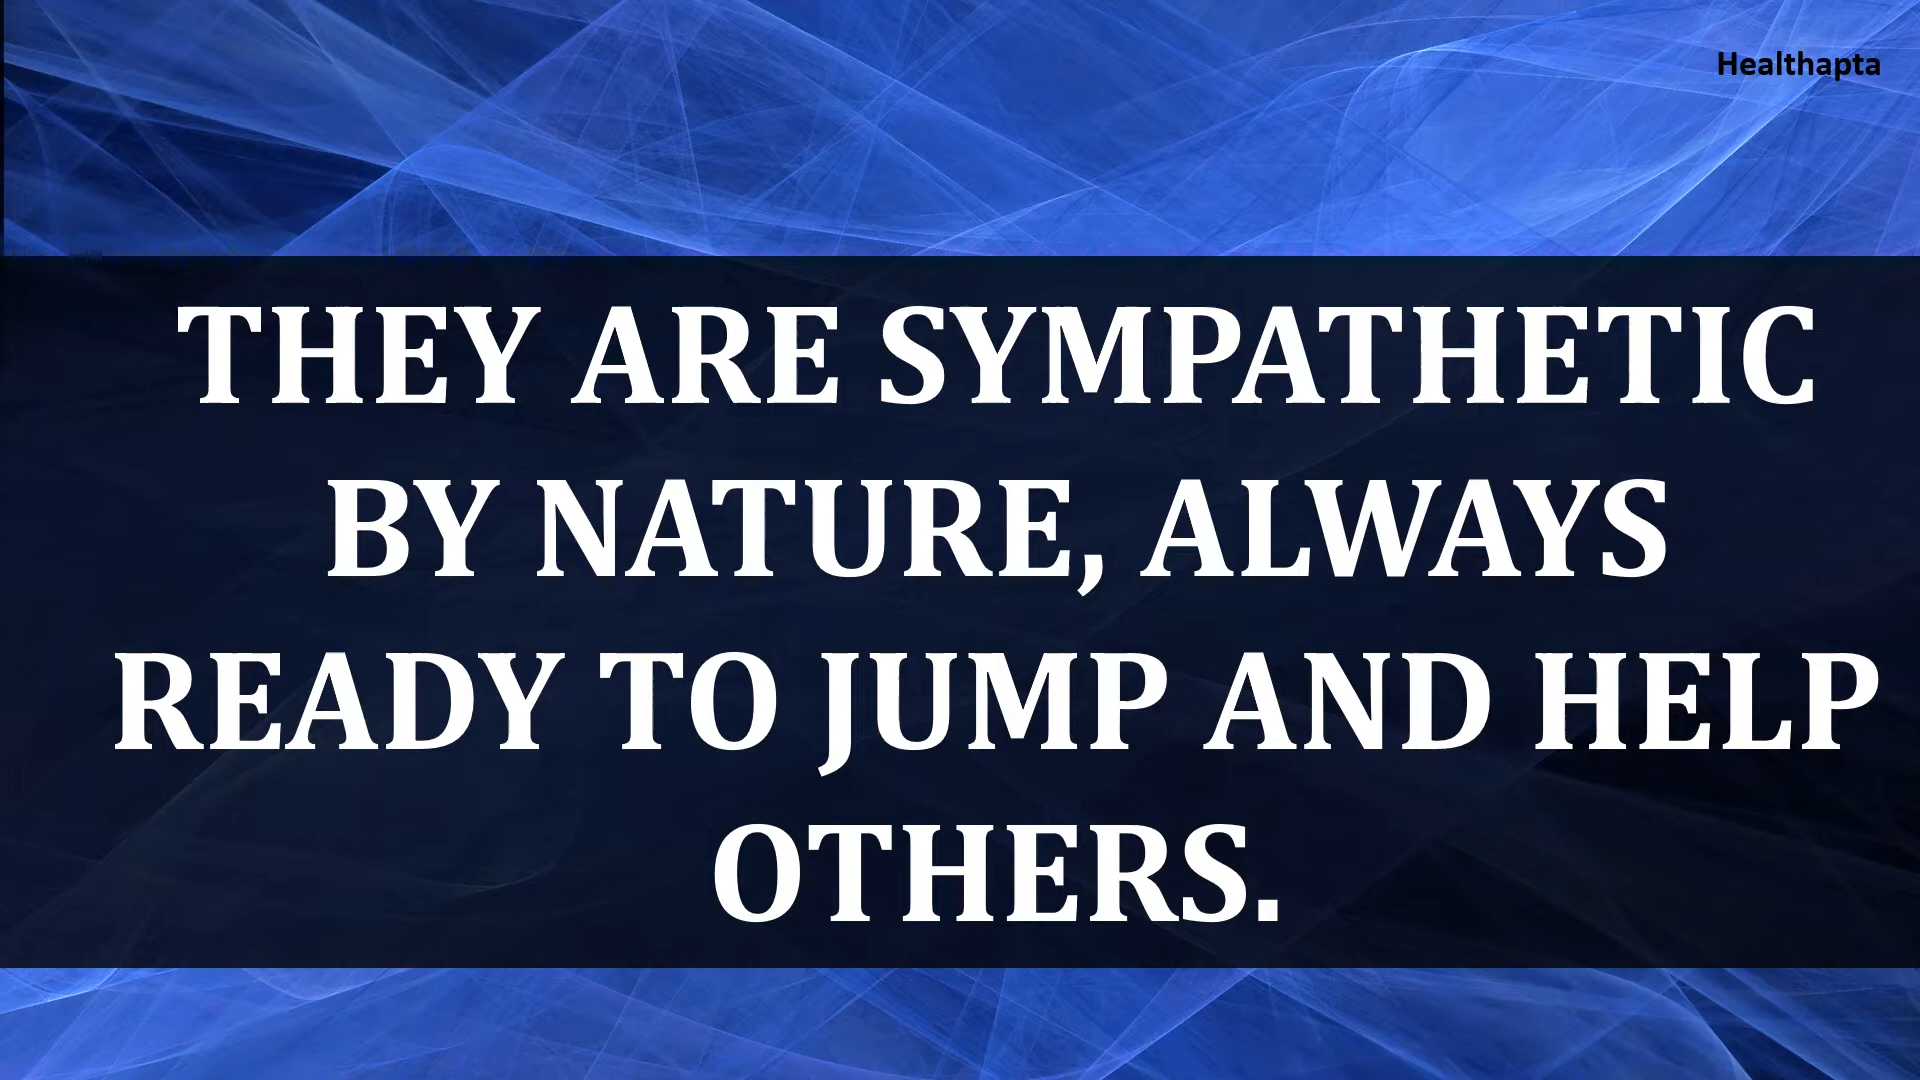 Healthapta
THEY ARE SYMPATHETIC
BY NATURE, ALWAYS
READY TO JUMP AND HELP
OTHERS.